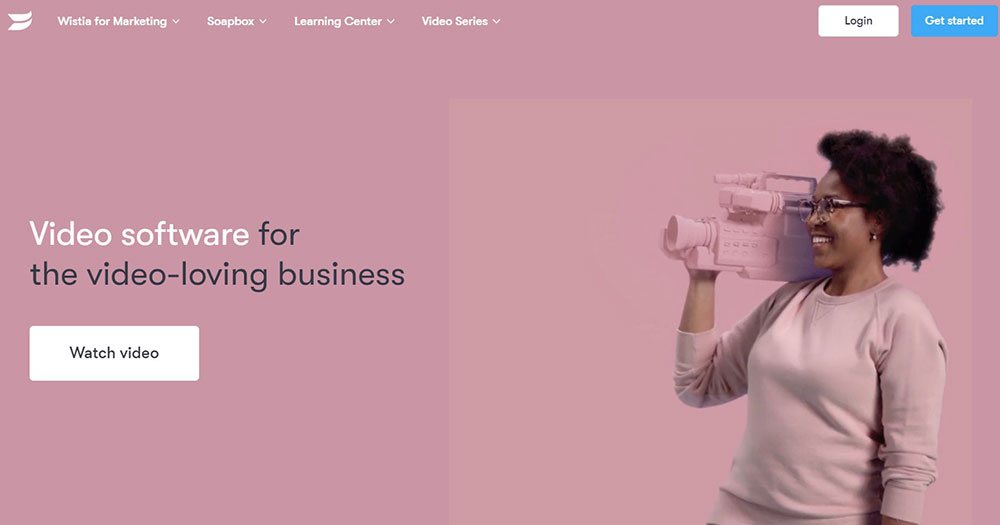 Wistia for Marketing
Soapbox
Learning Center
Video Series
Login
Get started
Video software for
the video-loving business
Watch video